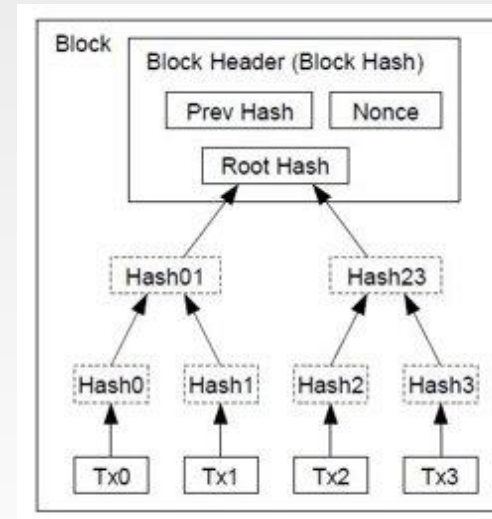 Block
Block Header (Block Hash)
Prev Hash Nonce
Root Hash
Hash01 Hash23
Hash0 Hash1 Hash2 Hash3
Tx0 Tx1 Tx2 Tx3